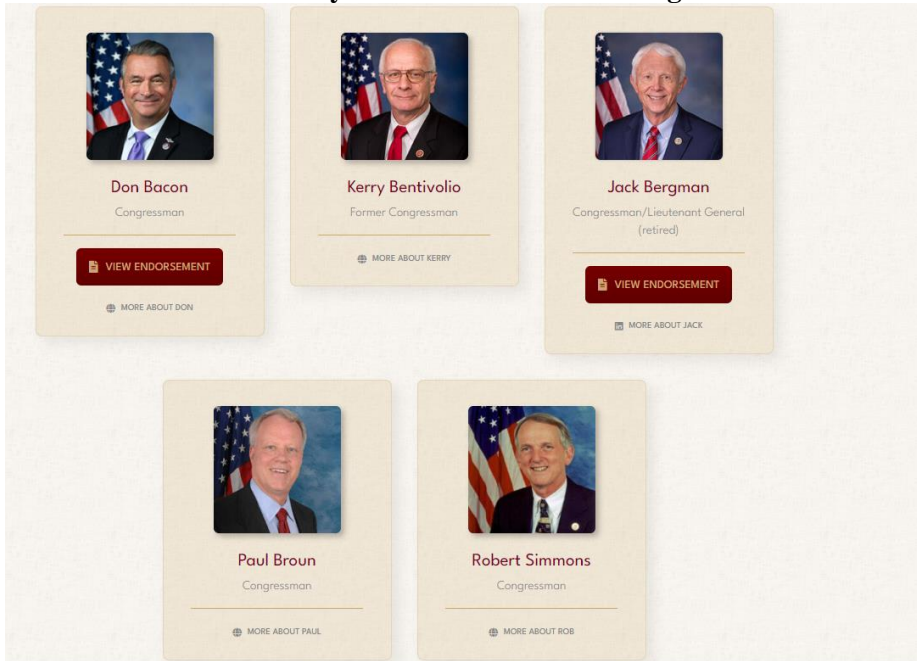 Don Bacon
Congressman
VIEW ENDORSEMENT
MORE ABOUT DON
Kerry Bentivolio
Former Congressman
MORE ABOUT KERRY
Jack Bergman
Congressman/Lieutenant General
(retired)
VIEW ENDORSEMENT
MORE ABOUT JACK
Paul Broun
Congressman
MORE ABOUT PAUL
Robert Simmons
Congressman
MORE ABOUT ROB